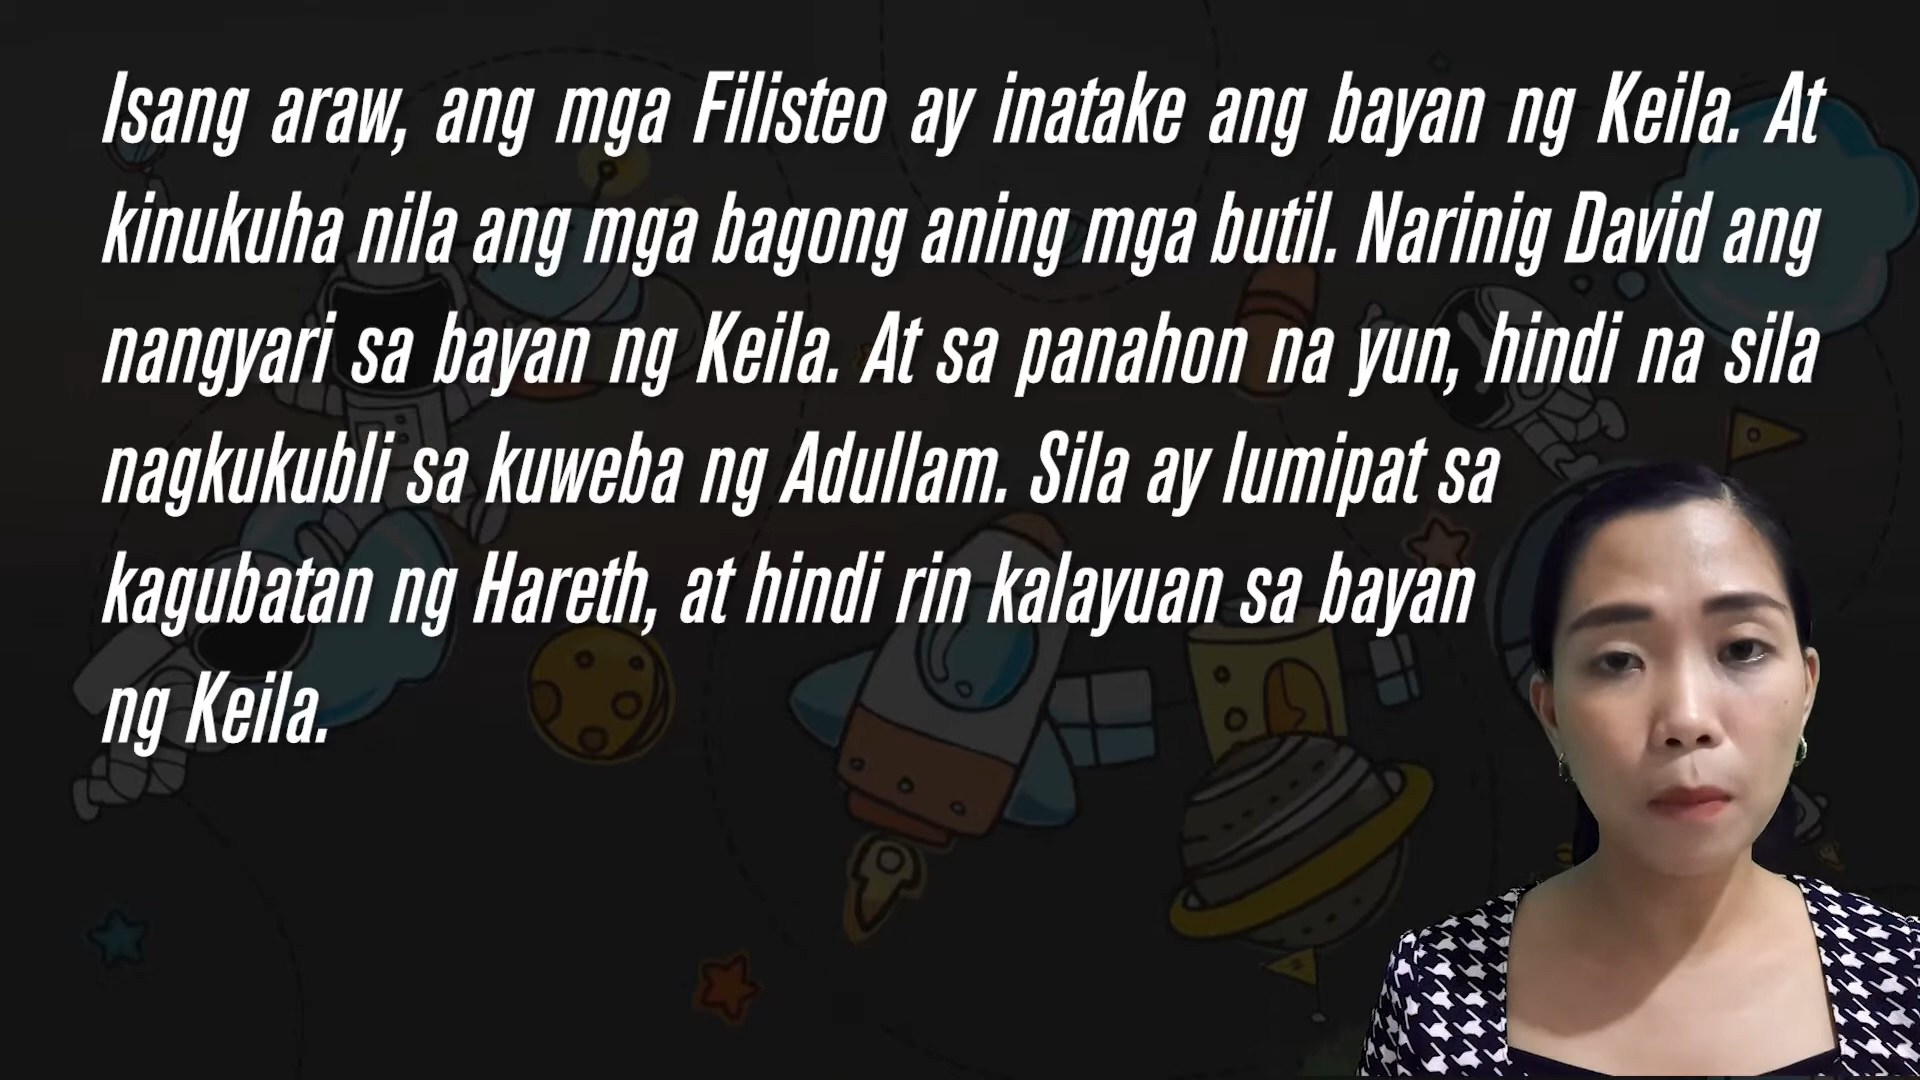 Isang araw, ang mga Filisteo ay inatake ang bayan ng Keila. At
kinukuha nila ang mga bagong aning mga butil. Narinig David ang
nangyari sa bayan ng Keila. At sa panahon na yun, hindi na sila
nagkukubli sa kuweba ng Adullam. Sila ay lumipat sa
kagubatan ng Hareth, at hindi rin kalayuan sa bayan
ng Keila.